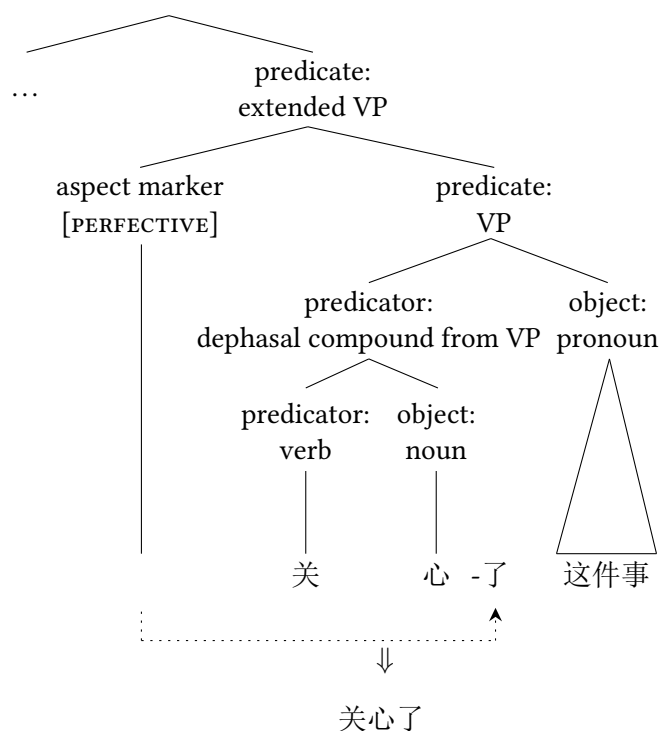 …
predicate:
extended VP
aspect marker
[PERFECTIVE]
predicate:
VP
predicator:
dephasal compound from VP
object:
pronoun
predicator:
verb
object:
noun
关 心 -了 这件事
⇓
关心了